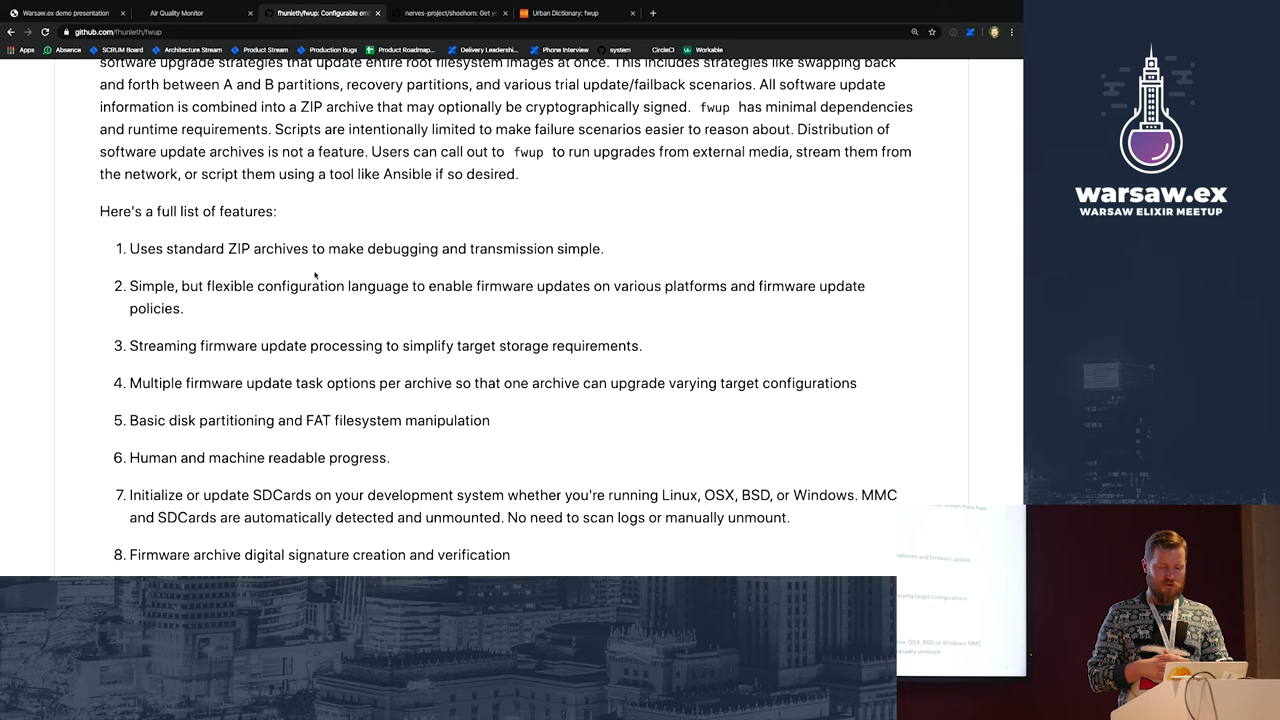 Warsaw.ex demo presentation
Air Quality Monitor
fhunleth/fwup: Configurable em
nerves-project/shoehorn: Get yo
Urban Dictionary: fwup
github.com/fhunleth/fwup
Apps Absence SCRUM Board Architecture Stream Product Stream Production Bugs Product Roadmap... Delivery Leadershi... Phone Interview system CircleCI Workable
software upgrade strategies that update entire root filesystem images at once. This includes strategies like swapping back
and forth between A and B partitions, recovery partitions, and various trial update/failback scenarios. All software update
information is combined into a ZIP archive that may optionally be cryptographically signed. fwup has minimal dependencies
and runtime requirements. Scripts are intentionally limited to make failure scenarios easier to reason about. Distribution of
software update archives is not a feature. Users can call out to fwup to run upgrades from external media, stream them from
the network, or script them using a tool like Ansible if so desired.
Here's a full list of features:
1. Uses standard ZIP archives to make debugging and transmission simple.
2. Simple, but flexible configuration language to enable firmware updates on various platforms and firmware update
policies.
3. Streaming firmware update processing to simplify target storage requirements.
4. Multiple firmware update task options per archive so that one archive can upgrade varying target configurations
5. Basic disk partitioning and FAT filesystem manipulation
6. Human and machine readable progress.
7. Initialize or update SDCards on your development system whether you're running Linux, OSX, BSD, or Windows. MMC
and SDCards are automatically detected and unmounted. No need to scan logs or manually unmount.
8. Firmware archive digital signature creation and verification
warsaw.ex
WARSAW ELIXIR MEETUP
and firmware update
target configurations
OSX, BSD, or Windows. MMC
manually unmount